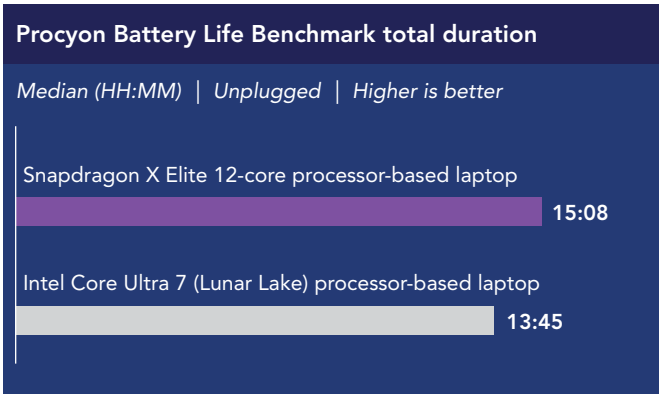 Procyon Battery Life Benchmark total duration
Median (HH:MM) | Unplugged | Higher is better
Snapdragon X Elite 12-core processor-based laptop
15:08
Intel Core Ultra 7 (Lunar Lake) processor-based laptop
13:45